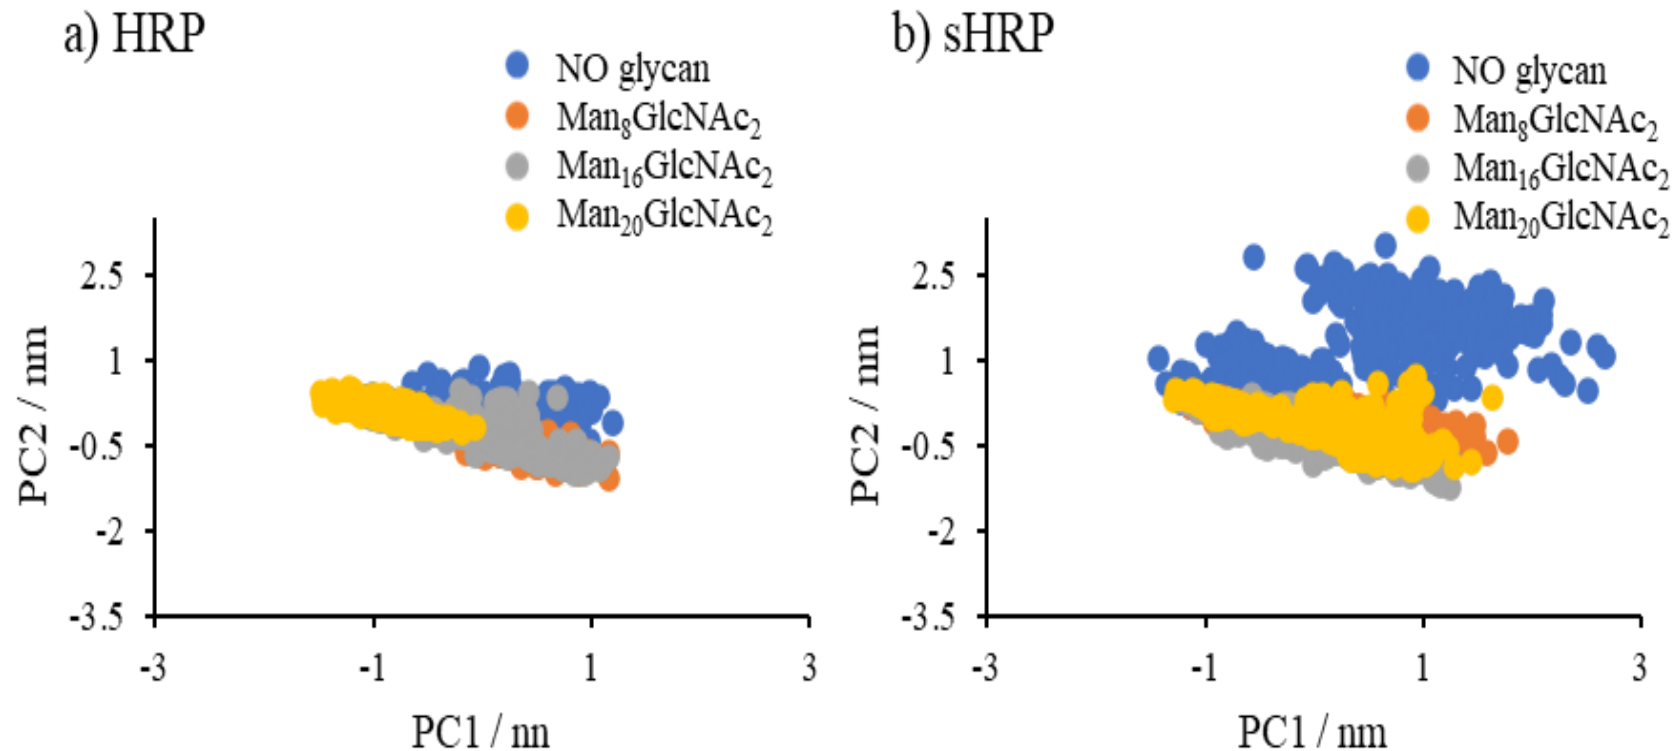 a) HRP
NO glycan
Man₈GlcNAc₂
Man₁₆GlcNAc₂
Man₂₀GlcNAc₂
2.5
1
-0.5
-2
-3.5
PC2 / nm
-3
-1
1
3
PC1 / nn
b) sHRP
NO glycan
Man₈GlcNAc₂
Man₁₆GlcNAc₂
Man₂₀GlcNAc₂
2.5
1
-0.5
-2
-3.5
PC2 / nm
-3
-1
1
3
PC1 / nm